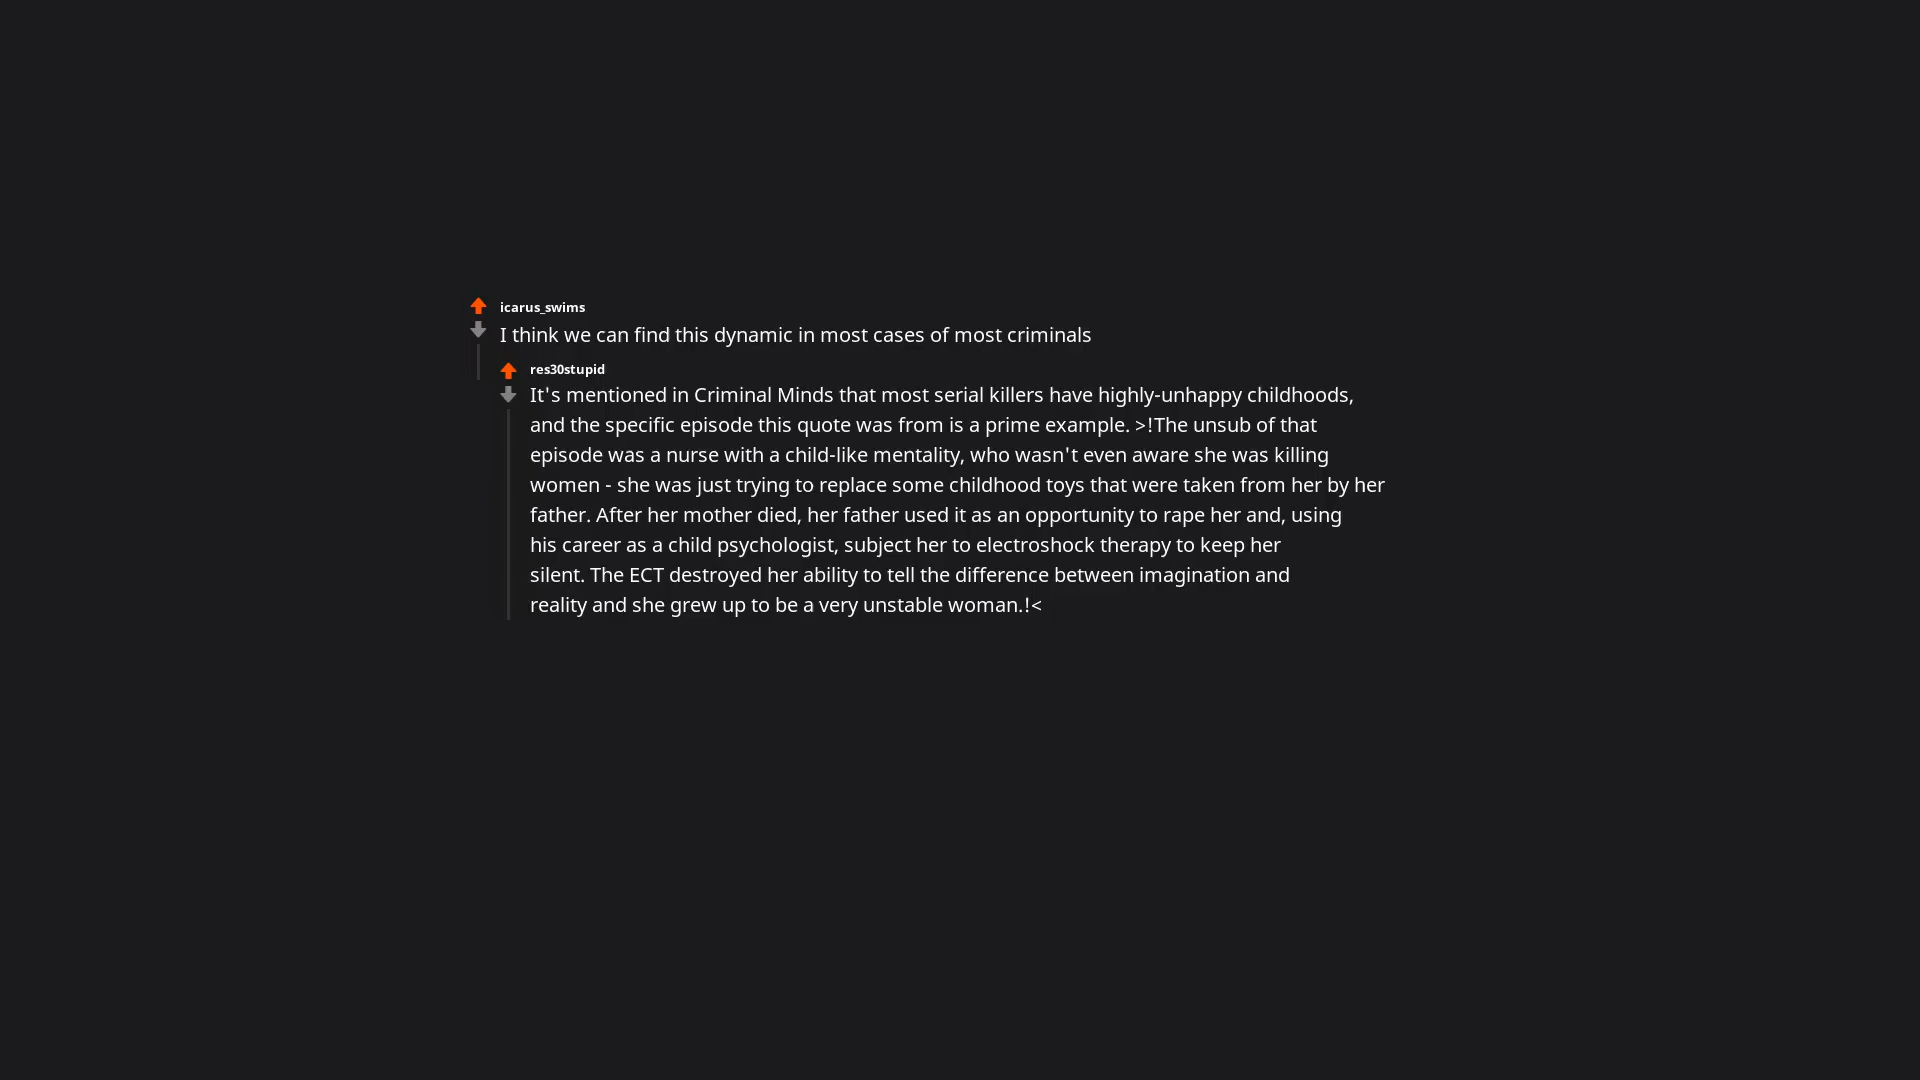 icarus_swims
I think we can find this dynamic in most cases of most criminals
res30stupid
It's mentioned in Criminal Minds that most serial killers have highly-unhappy childhoods,
and the specific episode this quote was from is a prime example. >!The unsub of that
episode was a nurse with a child-like mentality, who wasn't even aware she was killing
women - she was just trying to replace some childhood toys that were taken from her by her
father. After her mother died, her father used it as an opportunity to rape her and, using
his career as a child psychologist, subject her to electroshock therapy to keep her
silent. The ECT destroyed her ability to tell the difference between imagination and
reality and she grew up to be a very unstable woman.!<